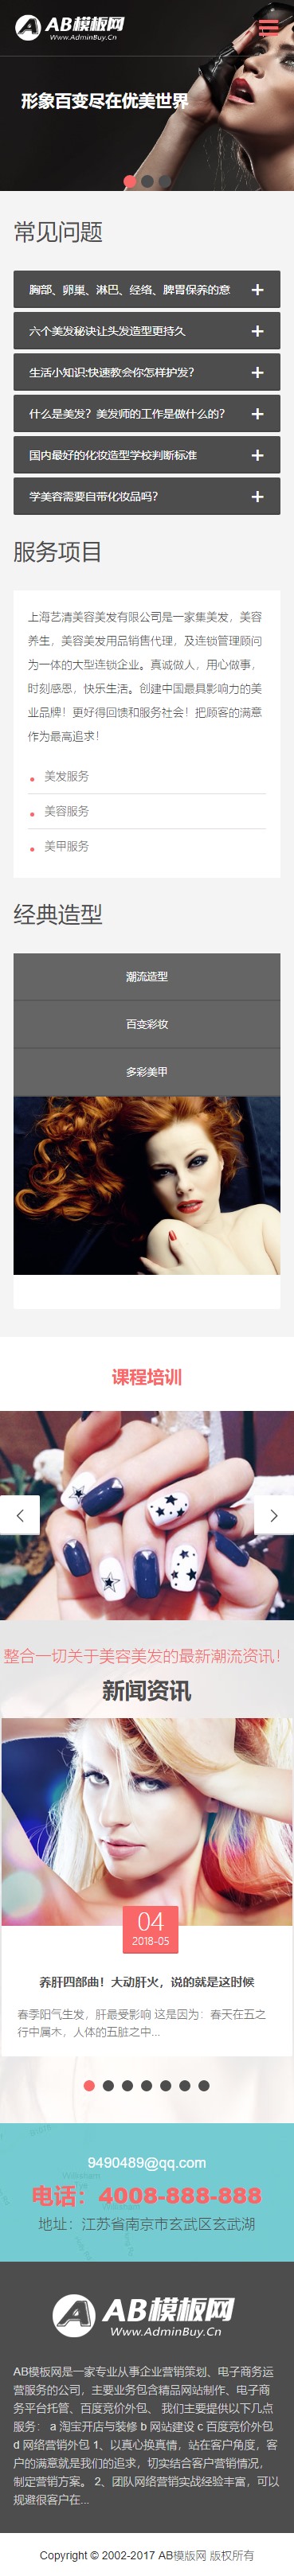 AB模板网
Www.AdminBuy.Cn
形象百变尽在优美世界
常见问题
胸部、卵巢、淋巴、经络、脾胃保养的意
六个美发秘诀让头发造型更持久
生活小知识:快速教会你怎样护发?
什么是美发？美发师的工作是做什么的？
国内最好的化妆造型学校判断标准
学美容需要自带化妆品吗?
服务项目
上海艺清美容美发有限公司是一家集美发，美容
养生，美容美发用品销售代理，及连锁管理顾问
为一体的大型连锁企业。真诚做人，用心做事，
时刻感恩，快乐生活。创建中国最具影响力的美
业品牌！更好得回馈和服务社会！把顾客的满意
作为最高追求！
美发服务
美容服务
美甲服务
经典造型
潮流造型
百变彩妆
多彩美甲
课程培训
整合一切关于美容美发的最新潮流资讯！
新闻资讯
04
2018-05
养肝四部曲！大动肝火，说的就是这时候
春季阳气生发，肝最受影响 这是因为：春天在五之
行中属木，人体的五脏之中...
9490489@qq.com
电话：4008-888-888
地址：江苏省南京市玄武区玄武湖
AB模板网
Www.AdminBuy.Cn
AB模板网是一家专业从事企业营销策划、电子商务运
营服务的公司，主要业务包含精品网站制作、电子商
务平台托管、百度竞价外包、 我们主要提供以下几点
服务： a 淘宝开店与装修 b 网站建设 c 百度竞价外包
d 网络营销外包 1、以真心换真情，站在客户角度，客
户的满意就是我们的追求，切实结合客户营销情况，
制定营销方案。 2、团队网络营销实战经验丰富，可以
规避很客户在...
Copyright © 2002-2017 AB模版网 版权所有